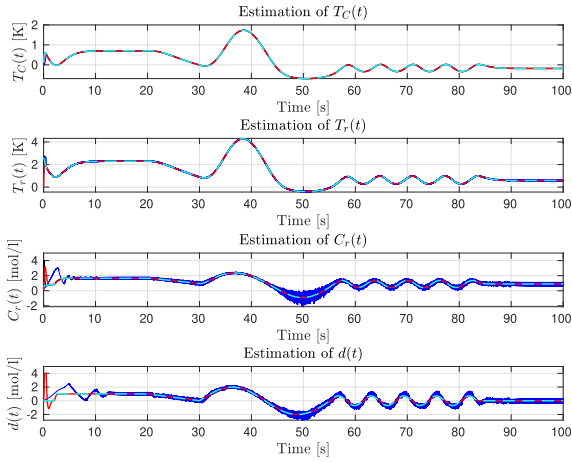 Estimation of T_C(t)
T_C(t) [K]
2
1
0
0 10 20 30 40 50 60 70 80 90 100
Time [s]
Estimation of T_r(t)
T_r(t) [K]
4
2
0
0 10 20 30 40 50 60 70 80 90 100
Time [s]
Estimation of C_r(t)
C_r(t) [mol/l]
4
2
0
-2
0 10 20 30 40 50 60 70 80 90 100
Time [s]
Estimation of d(t)
d(t) [mol/l]
4
2
0
-2
0 10 20 30 40 50 60 70 80 90 100
Time [s]